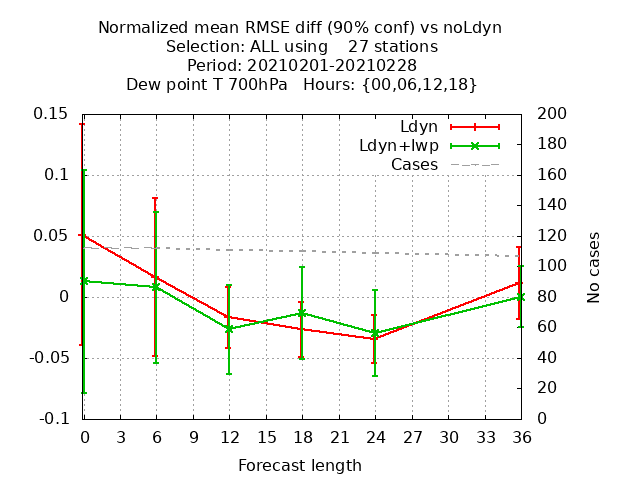 Normalized mean RMSE diff (90% conf) vs noLdyn
Selection: ALL using    27 stations
Period: 20210201-20210228
Dew point T 700hPa   Hours: {00,06,12,18}
Ldyn
Ldyn+lwp
Cases
0.15
0.1
0.05
0
-0.05
-0.1
200
180
160
140
120
100
80
60
40
20
0
No cases
0 3 6 9 12 15 18 21 24 27 30 33 36
Forecast length